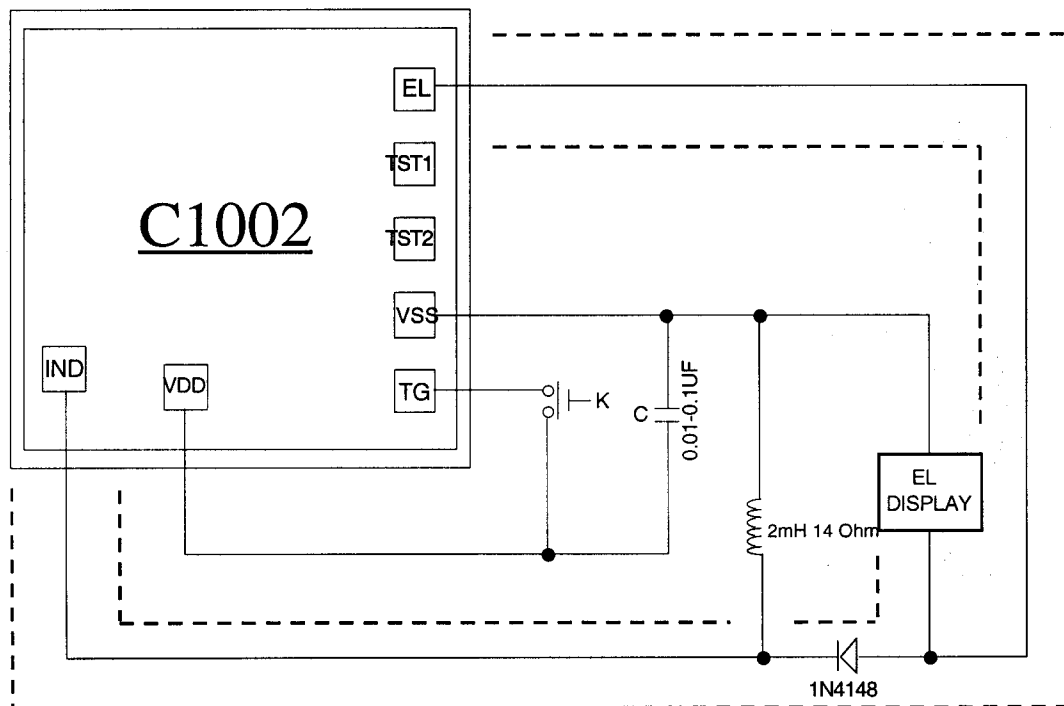 EL
TST1
C1002
TST2
VSS
IND
VDD
TG
K
C
0.01-0.1UF
EL
DISPLAY
2mH 14 Ohm
1N4148